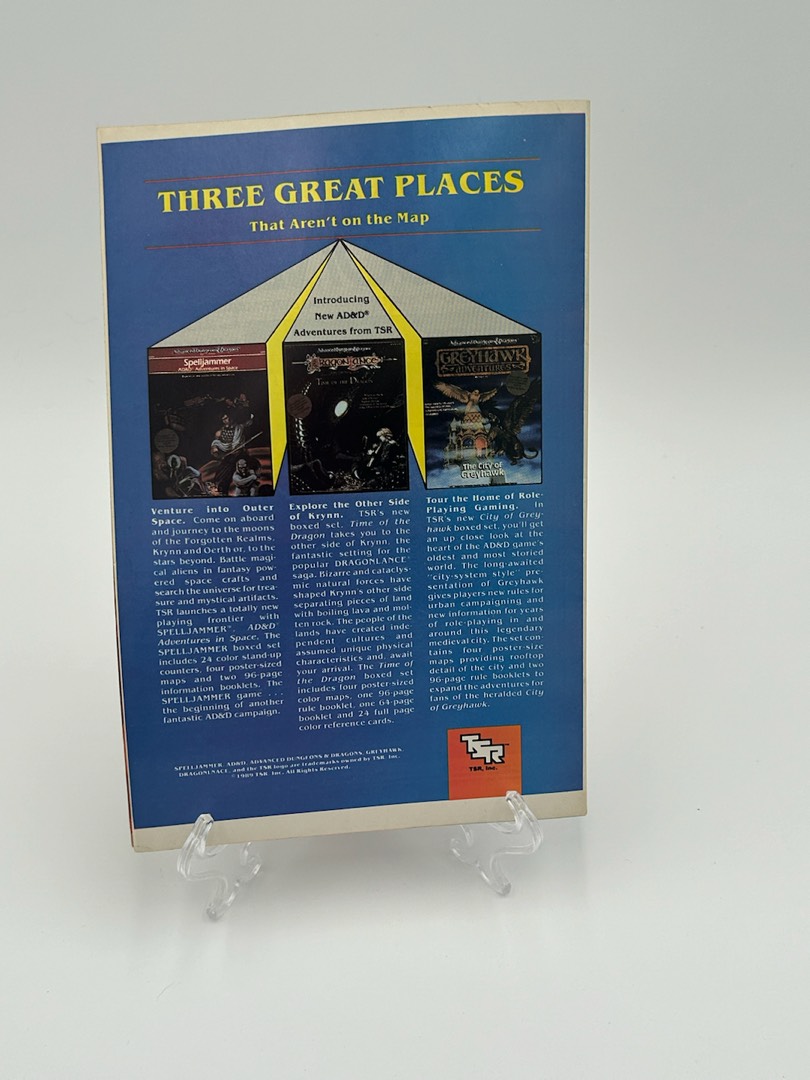 THREE GREAT PLACES
That Aren't on the Map
Introducing
New AD&D®
Adventures from TSR
Advanced Dungeons & Dragons
Spelljammer
AD&D® Adventures in Space
Advanced Dungeons & Dragons
DRAGONLANCE
TIME OF THE DRAGON
Advanced Dungeons & Dragons
GREYHAWK
ADVENTURES
The City of
Greyhawk
Venture into Outer
Space. Come on aboard
and journey to the moons
of the Forgotten Realms,
Krynn and Oerth or, to the
stars beyond. Battle magi-
cal aliens in fantasy pow-
ered space crafts and
search the universe for trea-
sure and mystical artifacts.
TSR launches a totally new
playing frontier with
SPELLJAMMER™: AD&D®
Adventures in Space. The
SPELLJAMMER boxed set
includes 24 color stand-up
counters, four poster-sized
maps and two 96-page
information booklets. The
SPELLJAMMER game . . .
the beginning of another
fantastic AD&D campaign.
Explore the Other Side
of Krynn. TSR's new
boxed set, Time of the
Dragon takes you to the
other side of Krynn, the
fantastic setting for the
popular DRAGONLANCE®
saga. Bizarre and cataclys-
mic natural forces have
shaped Krynn's other side
separating pieces of land
with boiling lava and mol-
ten rock. The people of the
lands have created inde-
pendent cultures and
assumed unique physical
characteristics and await
your arrival. The Time of
the Dragon boxed set
includes four poster-sized
color maps, one 96-page
rule booklet, one 64-page
booklet and 24 full page
color reference cards.
Tour the Home of Role-
Playing Gaming. In
TSR's new City of Grey-
hawk boxed set, you'll get
an up close look at the
heart of the AD&D game's
oldest and most storied
world. The long-awaited
"city-system style" pre-
sentation of Greyhawk
gives players new rules for
urban campaigning and
new information for years
of role-playing in and
around this legendary
medieval city. The set con-
tains four poster-size
maps providing rooftop
detail of the city and two
96-page rule booklets to
expand the adventures for
fans of the heralded City
of Greyhawk.
SPELLJAMMER, AD&D, ADVANCED DUNGEONS & DRAGONS, GREYHAWK,
DRAGONLNACE, and the TSR logo are trademarks owned by TSR, Inc.
©1989 TSR, Inc. All Rights Reserved.
TSR™
TSR, Inc.